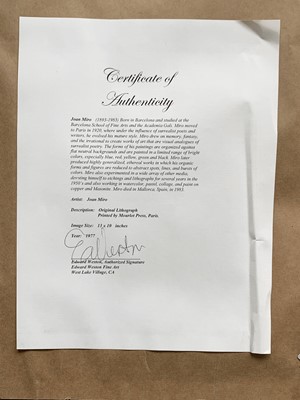 Certificate of
Authenticity
Joan Miro (1893-1983) Born in Barcelona and studied at the
Barcelona School of Fine Arts and the Academia Gali. Miro moved
to Paris in 1920, where under the influence of surrealist poets and
writers, he evolved his mature style. Miro drew on memory, fantasy,
and the irrational to create works of art that are visual analogues of
surrealist poetry. The forms of his paintings are organized against
flat neutral backgrounds and are painted in a limited range of bright
colors, especially blue, red, yellow, green and black. Miro later
produced highly generalized, ethereal works in which his organic
forms and figures are reduced to abstract spots, lines, and bursts of
colors. Miro also experimented in a wide array of other media,
devoting himself to etchings and lithographs for several years in the
1950's and also working in watercolor, pastel, collage, and paint on
copper and Masonite. Miro died in Mallorca, Spain, in 1983.
Artist: Joan Miro
Description: Original Lithograph
Printed by Mourlot Press, Paris.
Image Size: 11 x 18 inches
Year: 1977
Edward Weston, Authorized Signature
Edward Weston Fine Art
West Lake Village, CA